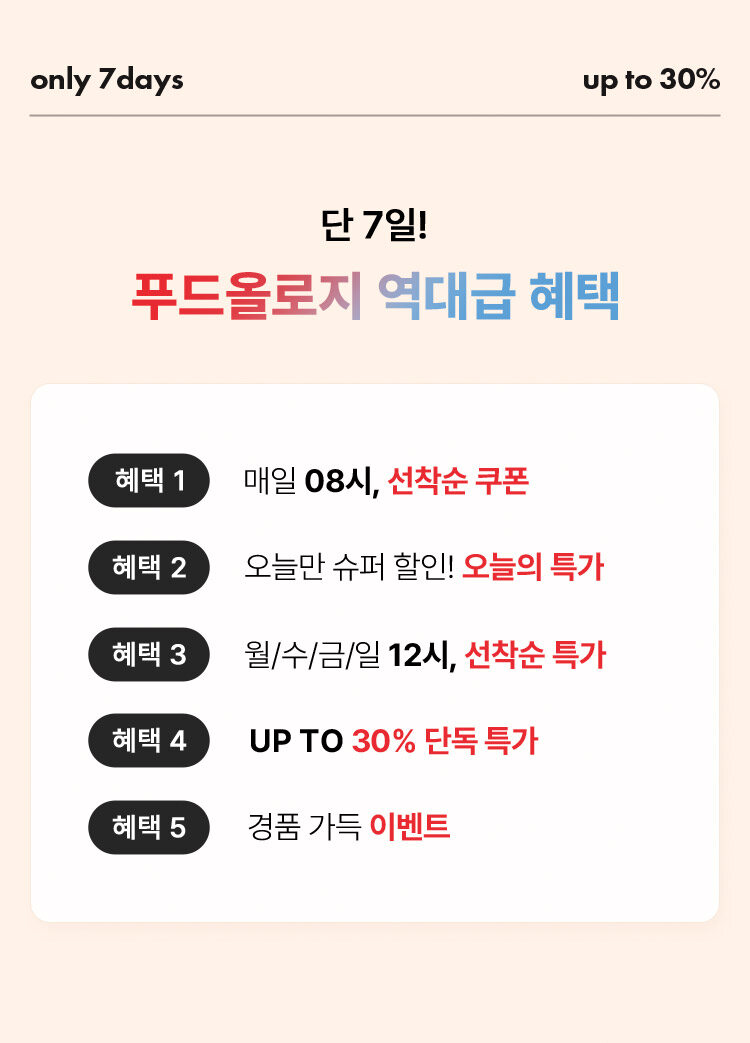 only 7days
up to 30%
단 7일!
푸드올로지 역대급 혜택
혜택 1 매일 08시, 선착순 쿠폰
혜택 2 오늘만 슈퍼 할인! 오늘의 특가
혜택 3 월/수/금/일 12시, 선착순 특가
혜택 4 UP TO 30% 단독 특가
혜택 5 경품 가득 이벤트